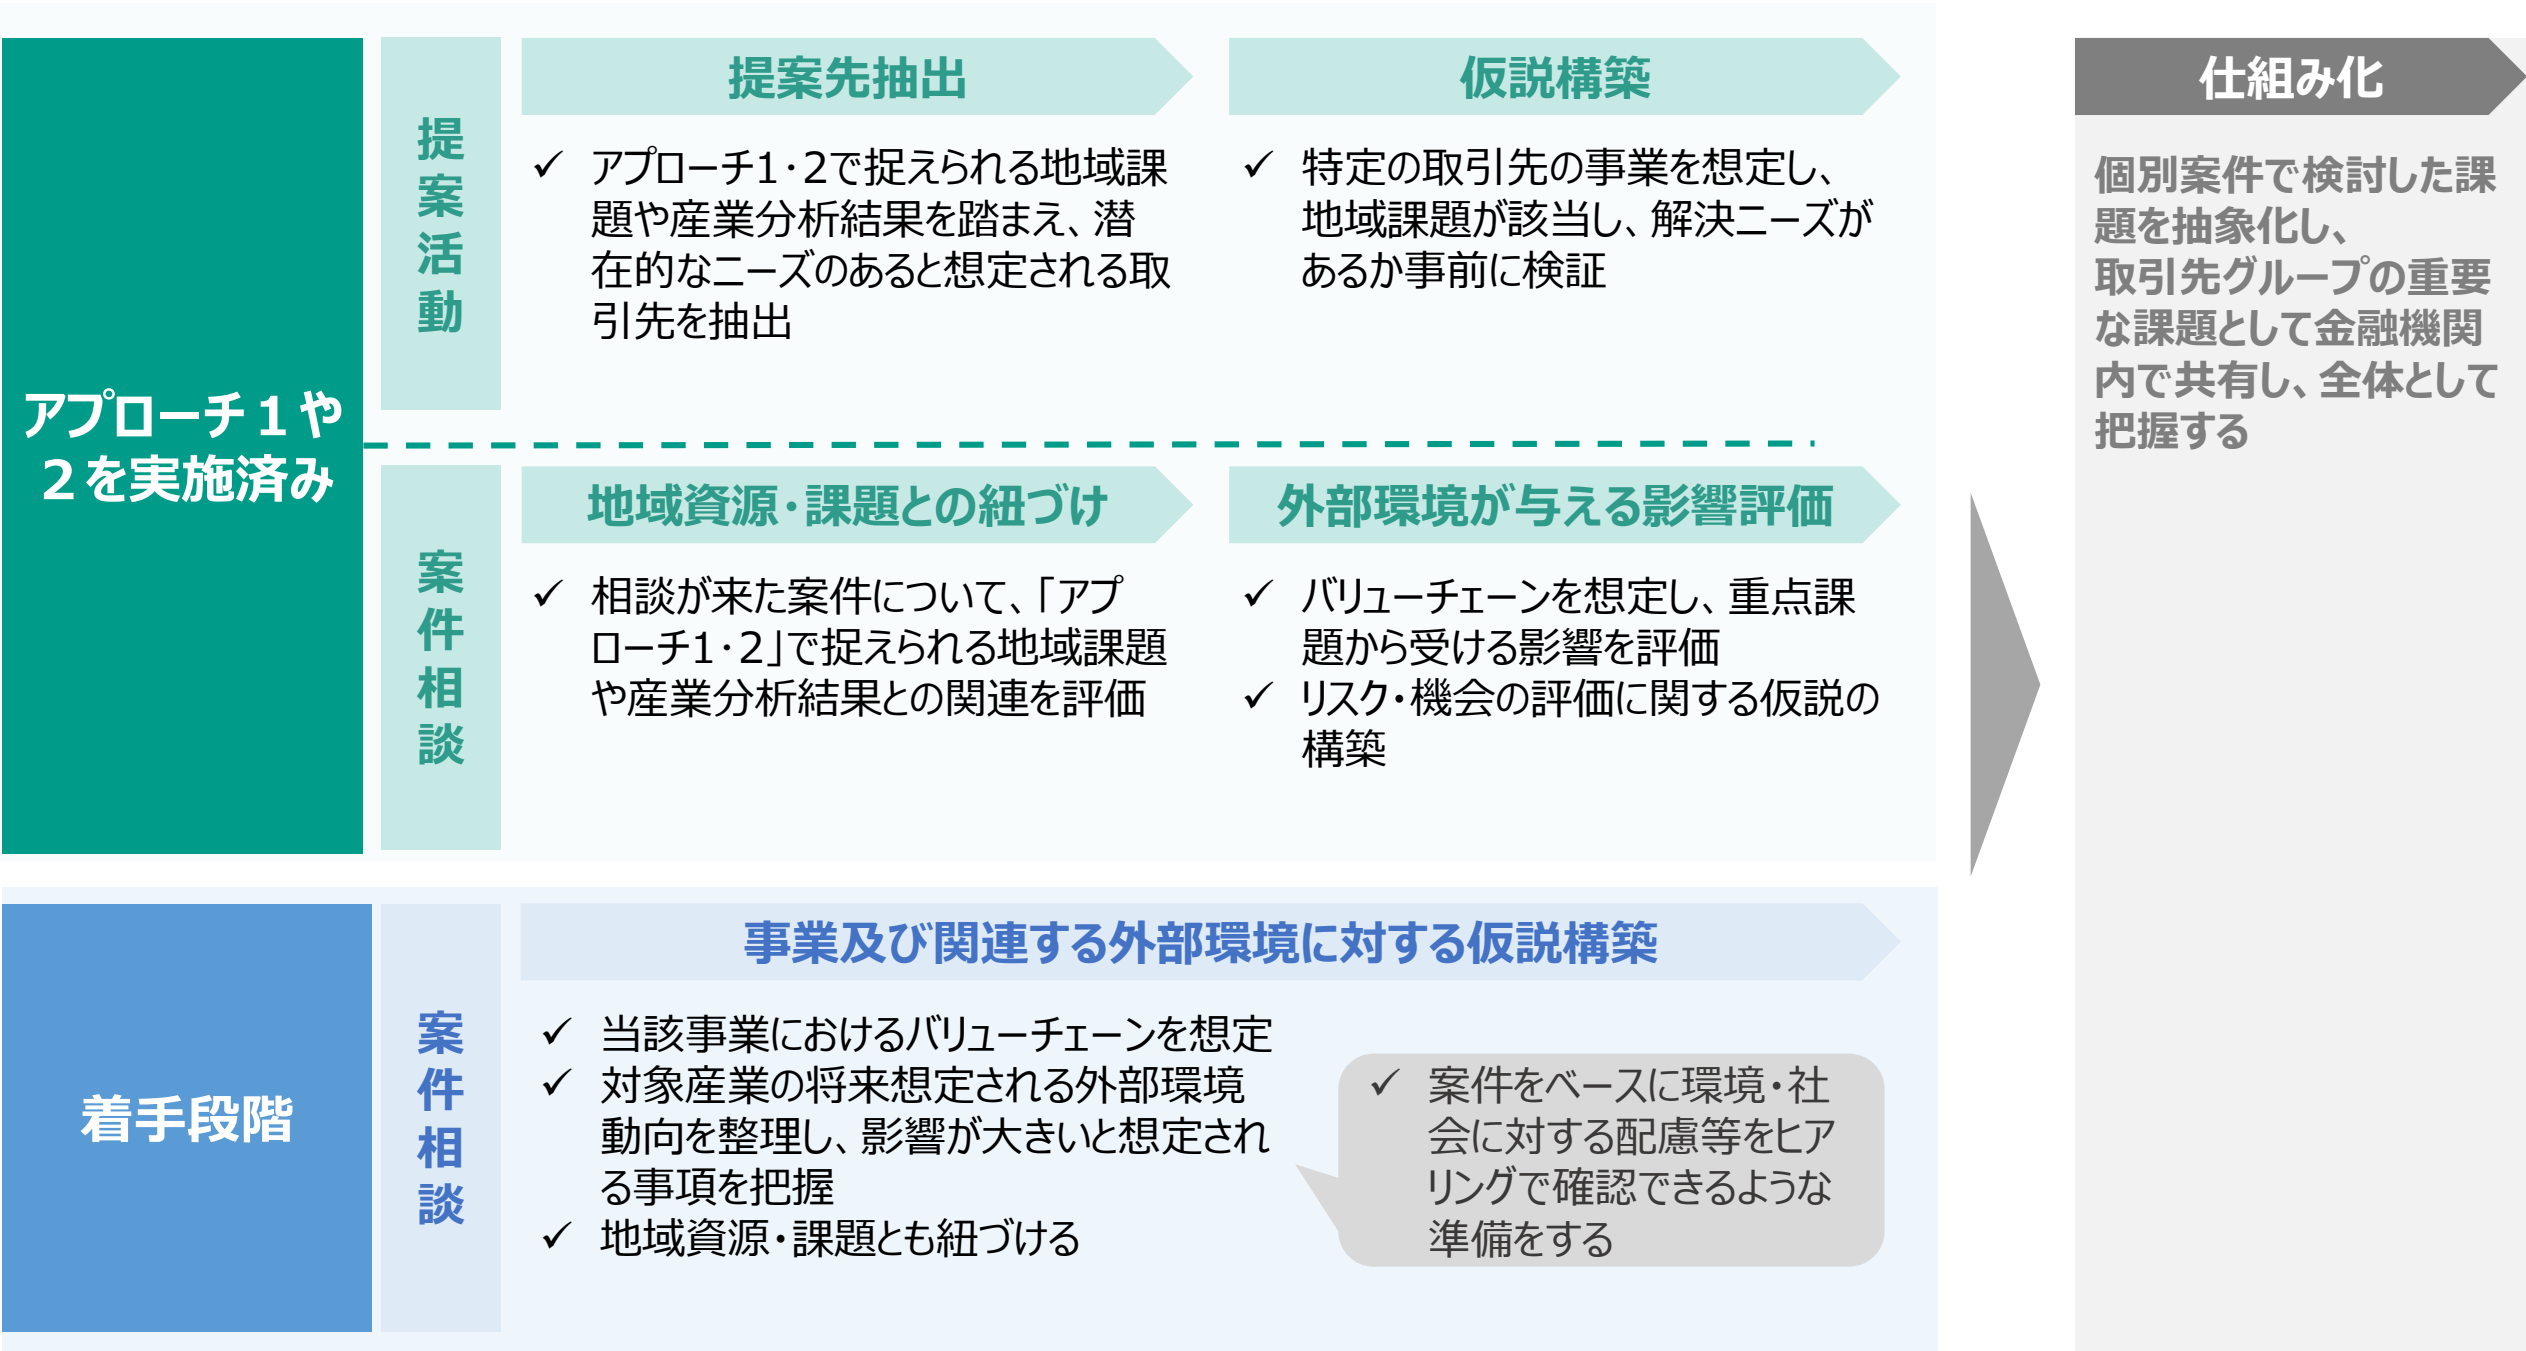 アプローチ１や
２を実施済み
提案活動
提案先抽出
✓ アプローチ1・2で捉えられる地域課
題や産業分析結果を踏まえ、潜
在的なニーズのあると想定される取
引先を抽出
仮説構築
✓ 特定の取引先の事業を想定し、
地域課題が該当し、解決ニーズが
あるか事前に検証
案件相談
地域資源・課題との紐づけ
✓ 相談が来た案件について、「アプ
ローチ1・2」で捉えられる地域課題
や産業分析結果との関連を評価
外部環境が与える影響評価
✓ バリューチェーンを想定し、重点課
題から受ける影響を評価
✓ リスク・機会の評価に関する仮説の
構築
着手段階
案件相談
事業及び関連する外部環境に対する仮説構築
✓ 当該事業におけるバリューチェーンを想定
✓ 対象産業の将来想定される外部環境
動向を整理し、影響が大きいと想定され
る事項を把握
✓ 地域資源・課題とも紐づける
✓ 案件をベースに環境・社
会に対する配慮等をヒア
リングで確認できるような
準備をする
仕組み化
個別案件で検討した課
題を抽象化し、
取引先グループの重要
な課題として金融機関
内で共有し、全体として
把握する